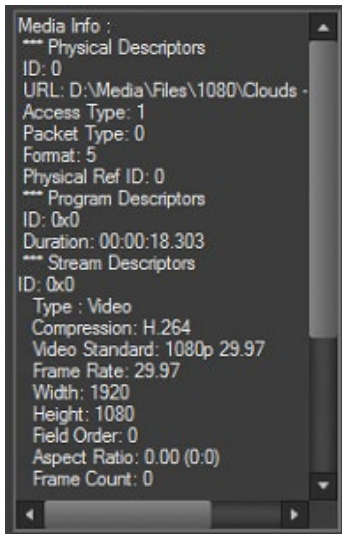 Media Info :
*** Physical Descriptors
ID: 0
URL: D:\Media\Files\1080\Clouds -
Access Type: 1
Packet Type: 0
Format: 5
Physical Ref ID: 0
*** Program Descriptors
ID: 0x0
Duration: 00:00:18.303
*** Stream Descriptors
ID: 0x0
Type : Video
Compression: H.264
Video Standard: 1080p 29.97
Frame Rate: 29.97
Width: 1920
Height: 1080
Field Order: 0
Aspect Ratio: 0.00 (0:0)
Frame Count: 0